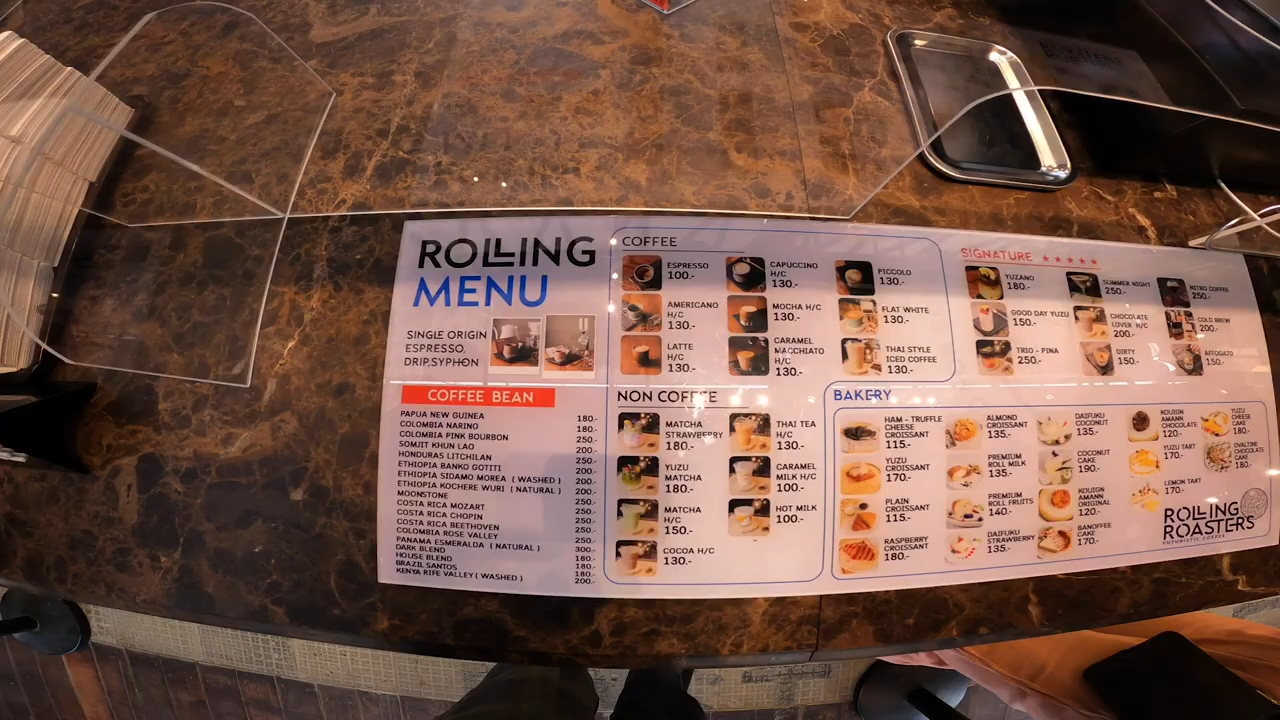 ROLLING
MENU
SINGLE ORIGIN
ESPRESSO,
DRIP,SYPHON
COFFEE BEAN
PAPUA NEW GUINEA 180.-
COLOMBIA NARINO 180.-
COLOMBIA PINK BOURBON 250.-
SOMJIT KHUN LAO 200.-
HONDURAS LITCHILAN 250.-
ETHIOPIA BANKO GOTITI 200.-
ETHIOPIA SIDAMO MOREA ( WASHED ) 200.-
ETHIOPIA KOCHERE WURI ( NATURAL ) 200.-
MOONSTONE 250.-
COSTA RICA MOZART 250.-
COSTA RICA CHOPIN 250.-
COSTA RICA BEETHOVEN 250.-
COLOMBIA ROSE VALLEY 250.-
PANAMA ESMERALDA ( NATURAL ) 300.-
DARK BLEND 180.-
HOUSE BLEND 180.-
BRAZIL SANTOS 180.-
KENYA RIFE VALLEY ( WASHED ) 200.-
COFFEE
ESPRESSO
100.-
AMERICANO
H/C
130.-
LATTE
H/C
130.-
CAPUCCINO
H/C
130.-
MOCHA H/C
130.-
CARAMEL
MACCHIATO
H/C
130.-
PICCOLO
130.-
FLAT WHITE
130.-
THAI STYLE
ICED COFFEE
130.-
SIGNATURE ★★★★★
YUZANO
180.-
GOOD DAY YUZU
150.-
TRIO - PINA
250.-
SUMMER NIGHT
250.-
CHOCOLATE
LOVER H/C
200.-
DIRTY
150.-
NITRO COFFEE
250.-
COLD BREW
200.-
AFFOGATO
150.-
NON COFFEE
MATCHA
STRAWBERRY
180.-
YUZU
MATCHA
180.-
MATCHA
H/C
150.-
COCOA H/C
130.-
THAI TEA
H/C
130.-
CARAMEL
MILK H/C
100.-
HOT MILK
100.-
BAKERY
HAM - TRUFFLE
CHEESE
CROISSANT
115.-
YUZU
CROISSANT
170.-
PLAIN
CROISSANT
115.-
RASPBERRY
CROISSANT
180.-
ALMOND
CROISSANT
135.-
PREMIUM
ROLL MILK
135.-
PREMIUM
ROLL FRUITS
140.-
DAIFUKU
STRAWBERRY
135.-
DAIFUKU
COCONUT
135.-
COCONUT
CAKE
190.-
KOUIGN
AMANN
ORIGINAL
120.-
BANOFFEE
CAKE
170.-
KOUIGN
AMANN
CHOCOLATE
120.-
YUZU TART
170.-
LEMON TART
170.-
YUZU
CHOCOLATE
CAKE
180.-
OVALTINE
CHOCOLATE
CAKE
180.-
ROLLING
ROASTERS
FUTURISTIC COFFEE